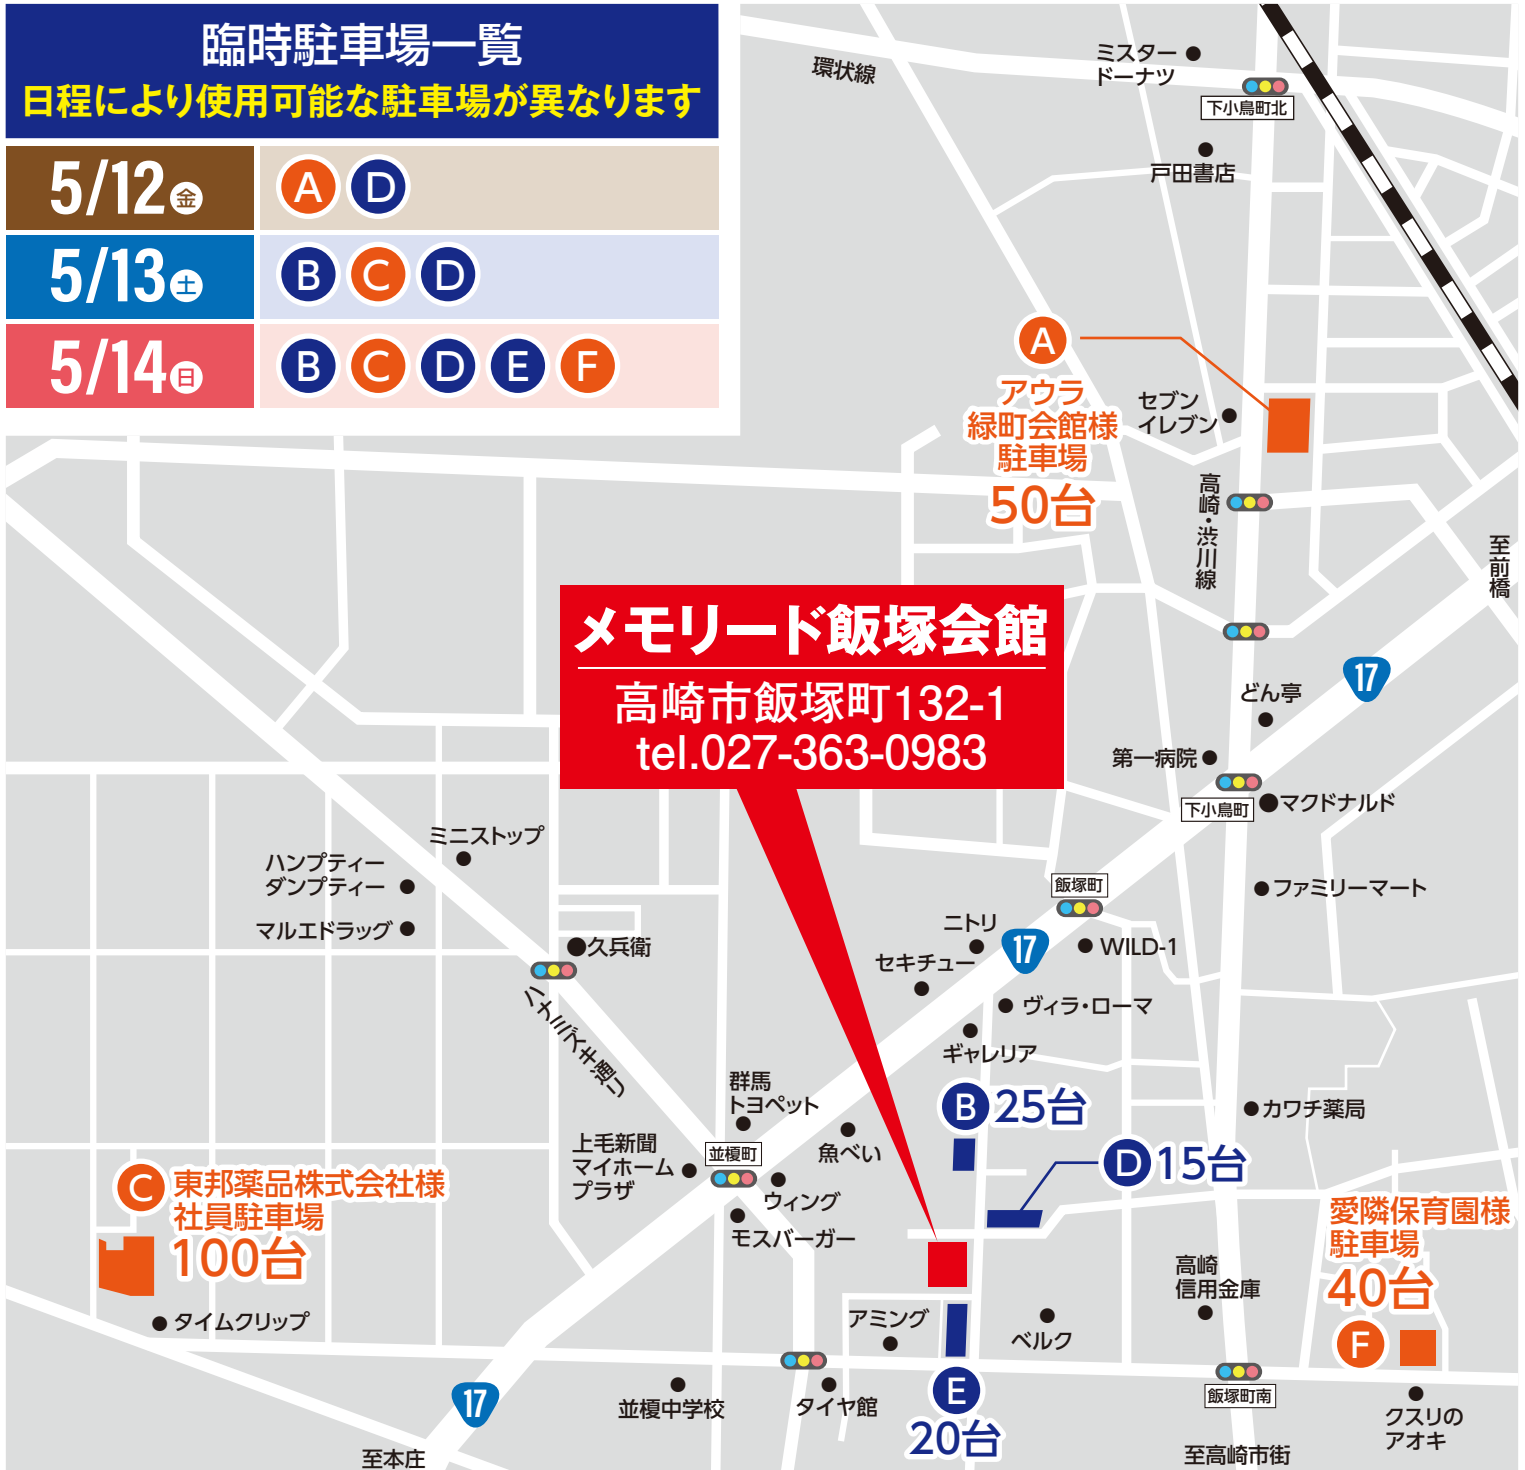 臨時駐車場一覧
日程により使用可能な駐車場が異なります
5/12金
A D
5/13土
B C D
5/14日
B C D E F
環状線
ミスター
ドーナツ
下小鳥町北
戸田書店
A
アウラ
緑町会館様
駐車場
50台
セブン
イレブン
高崎・渋川線
至前橋
メモリード飯塚会館
高崎市飯塚町132-1
tel.027-363-0983
17
どん亭
第一病院
下小鳥町
マクドナルド
ミニストップ
ハンプティー
ダンプティー
マルエドラッグ
久兵衛
ハナミズキ通り
飯塚町
ファミリーマート
ニトリ
17
WILD-1
セキチュー
ヴィラ・ローマ
ギャレリア
群馬
トヨペット
B 25台
カワチ薬局
上毛新聞
マイホーム
プラザ
並榎町
魚べい
D 15台
ウィング
モスバーガー
C
東邦薬品株式会社様
社員駐車場
100台
タイムクリップ
愛隣保育園様
駐車場
40台
F
高崎
信用金庫
アミング
ベルク
17
並榎中学校
タイヤ館
E
20台
飯塚町南
クスリの
アオキ
至本庄
至高崎市街